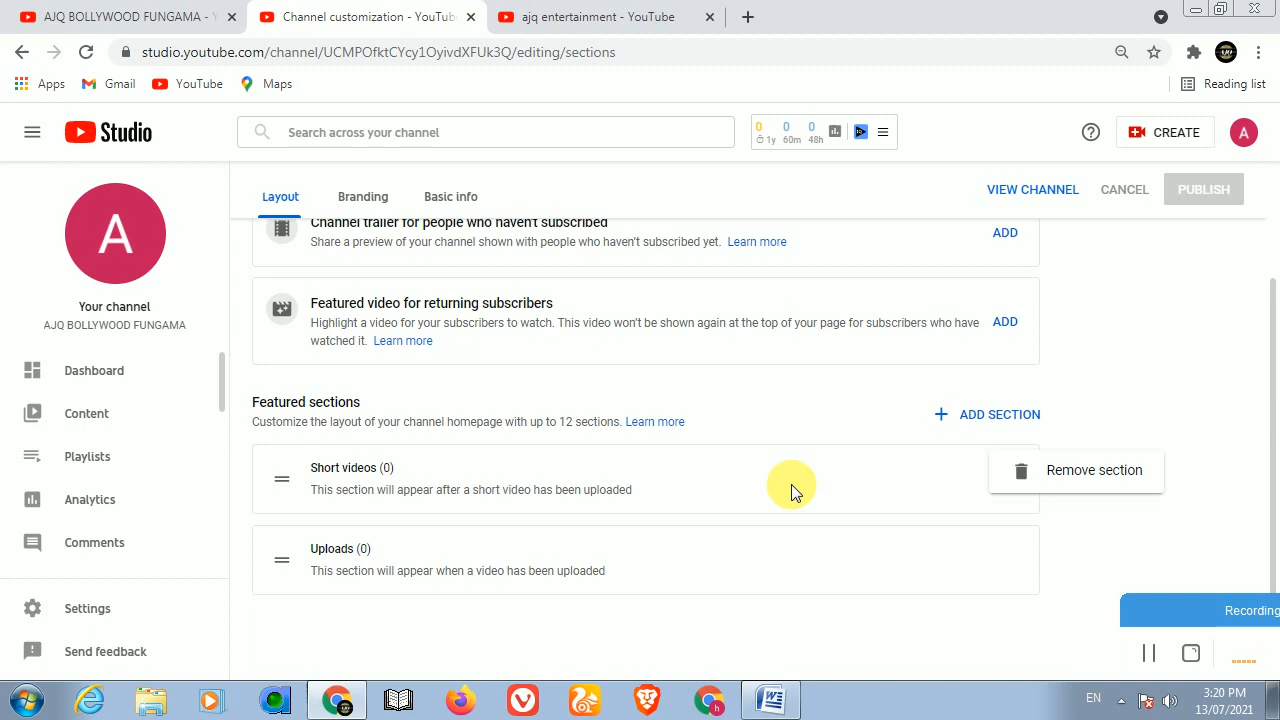 AJQ BOLLYWOOD FUNGAMA - Y
Channel customization - YouTube
ajq entertainment - YouTube
studio.youtube.com/channel/UCMPOfktCYcy1OyivdXFUk3Q/editing/sections
Apps
Gmail
YouTube
Maps
Reading list
Studio
Search across your channel
0 0 0
1y 60m 48h
CREATE
A
A
Layout
Branding
Basic info
VIEW CHANNEL
CANCEL
PUBLISH
Channel trailer for people who haven't subscribed
Share a preview of your channel shown with people who haven't subscribed yet. Learn more
ADD
Featured video for returning subscribers
Highlight a video for your subscribers to watch. This video won't be shown again at the top of your page for subscribers who have
watched it. Learn more
ADD
Your channel
AJQ BOLLYWOOD FUNGAMA
Dashboard
Content
Playlists
Analytics
Comments
Settings
Send feedback
Featured sections
Customize the layout of your channel homepage with up to 12 sections. Learn more
ADD SECTION
Short videos (0)
This section will appear after a short video has been uploaded
Remove section
Uploads (0)
This section will appear when a video has been uploaded
Recording
EN
3:20 PM
13/07/2021